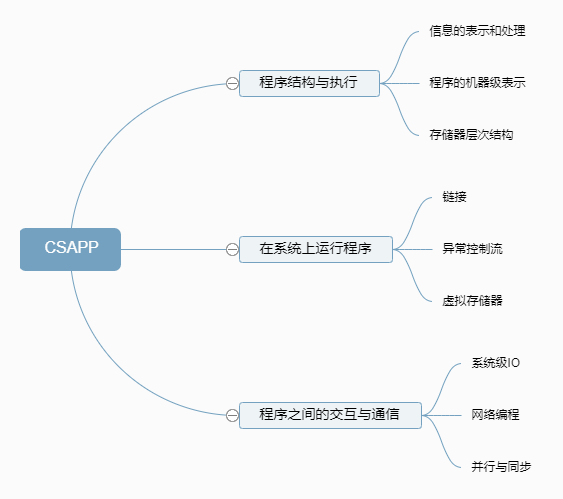 CSAPP
程序结构与执行
信息的表示和处理
程序的机器级表示
存储器层次结构
在系统上运行程序
链接
异常控制流
虚拟存储器
程序之间的交互与通信
系统级IO
网络编程
并行与同步